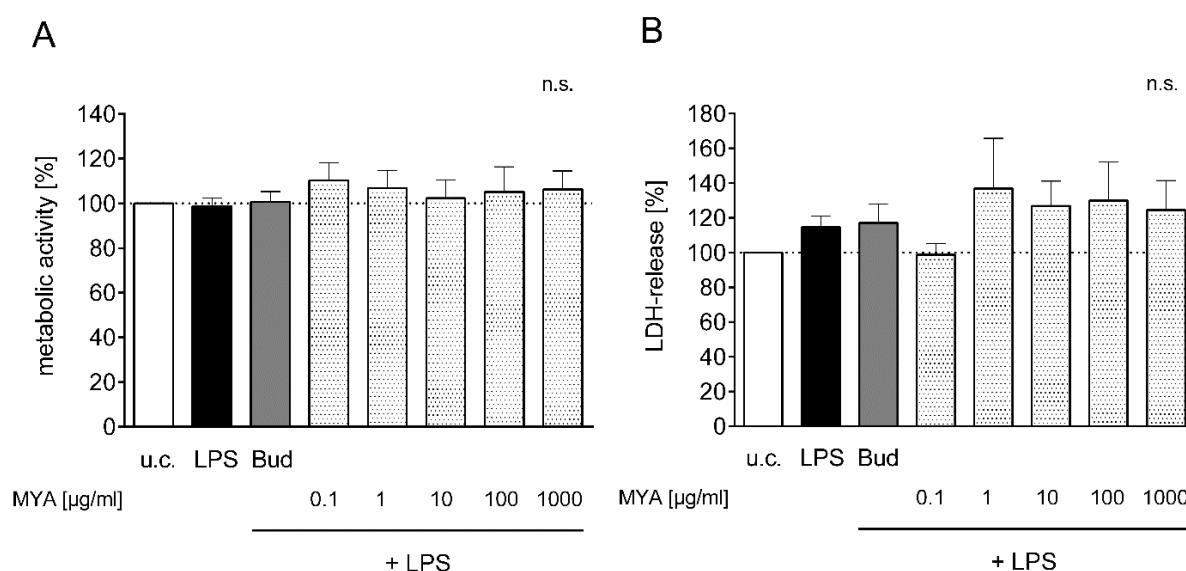 A
n.s.
metabolic activity [%]
140
120
100
80
60
40
20
0
u.c. LPS Bud
MYA [µg/ml] 0.1 1 10 100 1000
+ LPS
B
n.s.
LDH-release [%]
180
160
140
120
100
80
60
40
20
0
u.c. LPS Bud
MYA [µg/ml] 0.1 1 10 100 1000
+ LPS